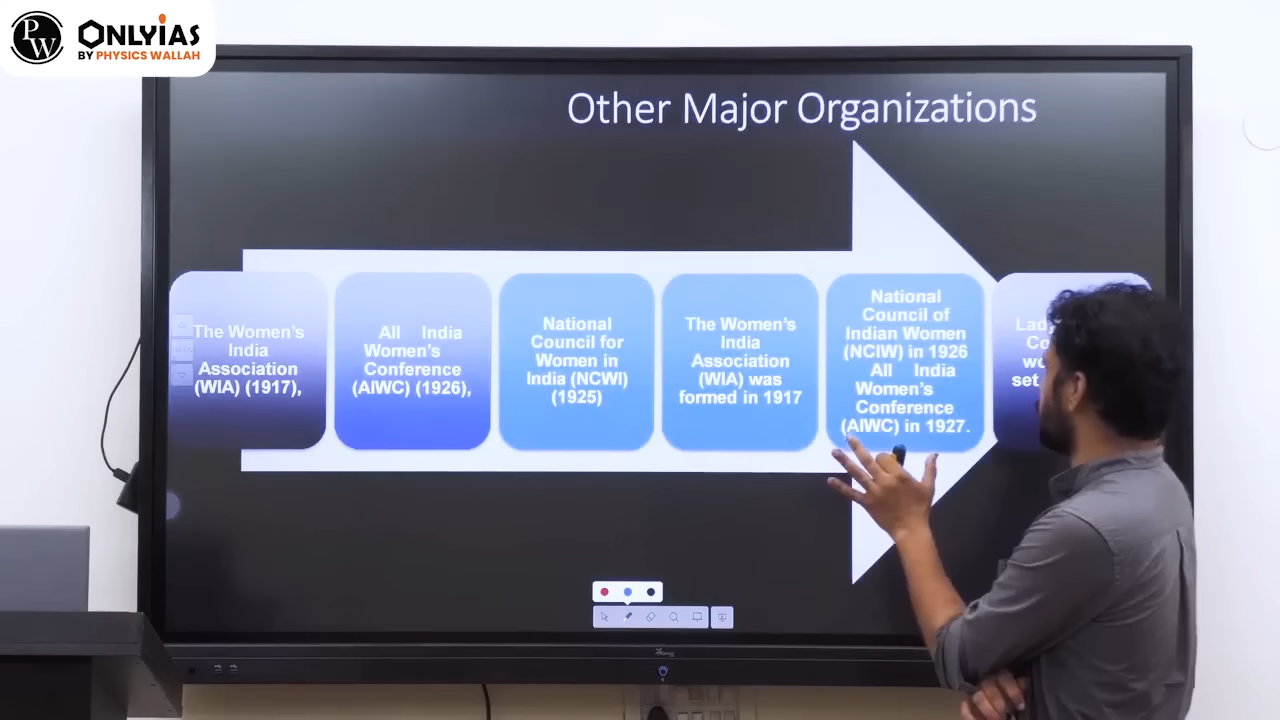 PW
ONLYIAS
BY PHYSICS WALLAH
Other Major Organizations
The Women's
India
Association
(WIA) (1917),
All India
Women's
Conference
(AIWC) (1926),
National
Council for
Women in
India (NCWI)
(1925)
The Women's
India
Association
(WIA) was
formed in 1917
National
Council of
Indian Women
(NCIW) in 1926
All India
Women's
Conference
(AIWC) in 1927.
set